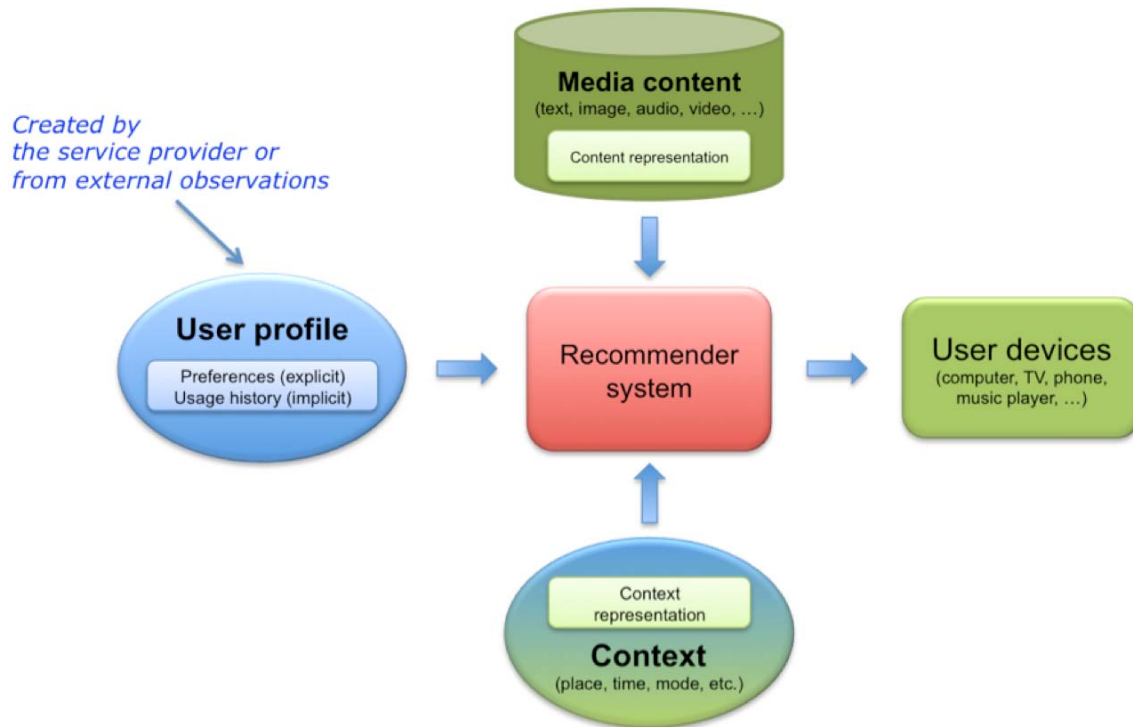 Media content
(text, image, audio, video, ...)
Content representation
Created by
the service provider or
from external observations
User profile
Preferences (explicit)
Usage history (implicit)
Recommender
system
User devices
(computer, TV, phone,
music player, ...)
Context
representation
Context
(place, time, mode, etc.)